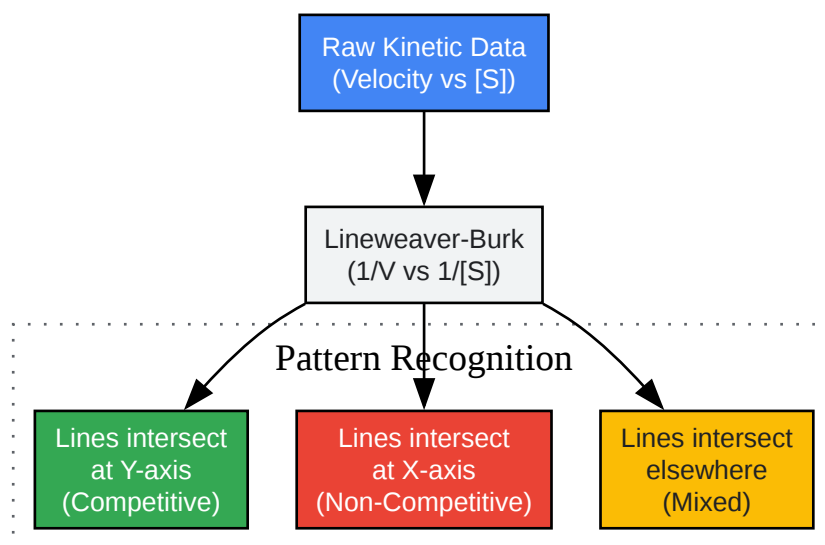 Raw Kinetic Data
(Velocity vs [S])
Lineweaver-Burk
(1/V vs 1/[S])
Pattern Recognition
Lines intersect
at Y-axis
(Competitive)
Lines intersect
at X-axis
(Non-Competitive)
Lines intersect
elsewhere
(Mixed)